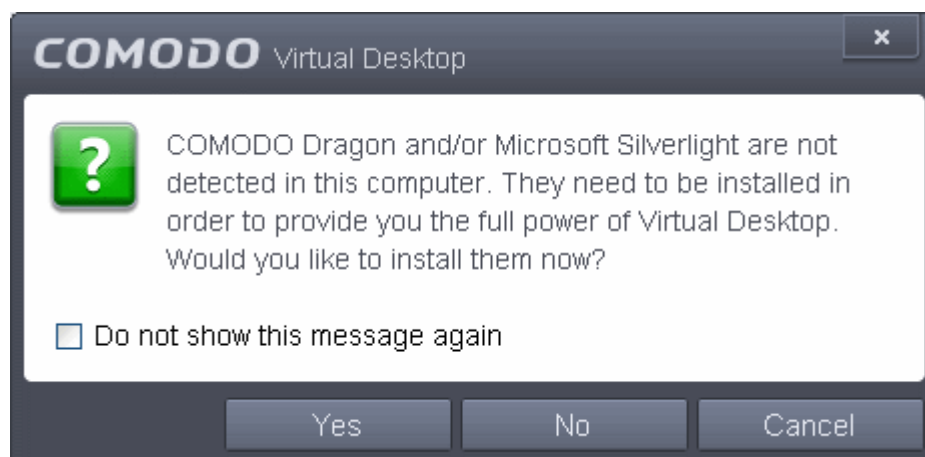 COMODO Virtual Desktop
COMODO Dragon and/or Microsoft Silverlight are not
detected in this computer. They need to be installed in
order to provide you the full power of Virtual Desktop.
Would you like to install them now?
Do not show this message again
Yes No Cancel